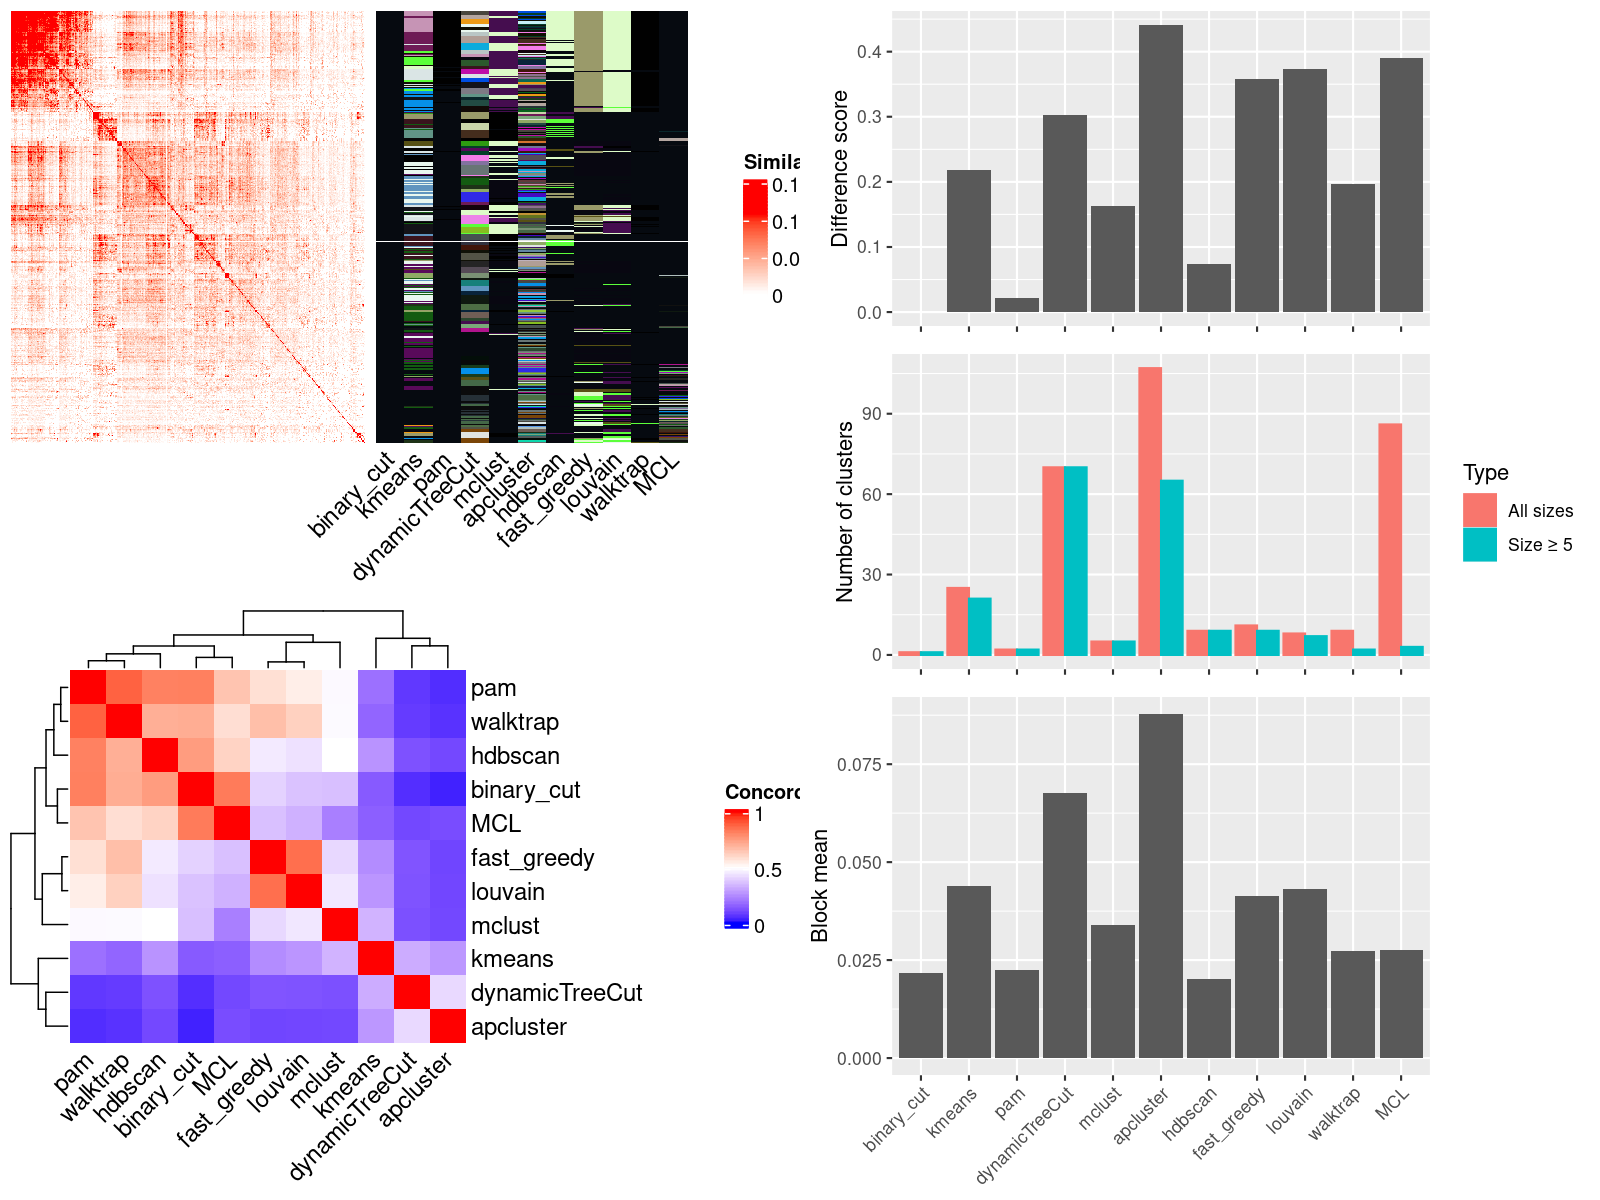 Simila
0.1
0.1
0.0
0
binary_cut
kmeans
pam
dynamicTreeCut
mclust
apcluster
hdbscan
fast_greedy
louvain
walktrap
MCL
pam
walktrap
hdbscan
binary_cut
MCL
fast_greedy
louvain
mclust
kmeans
dynamicTreeCut
apcluster
Concord
1
0.5
0
pam
walktrap
hdbscan
binary_cut
MCL
fast_greedy
louvain
mclust
kmeans
dynamicTreeCut
apcluster
Difference score
0.4
0.3
0.2
0.1
0.0
Number of clusters
90
60
30
0
Type
All sizes
Size ≥ 5
Block mean
0.075
0.050
0.025
0.000
binary_cut
kmeans
pam
dynamicTreeCut
mclust
apcluster
hdbscan
fast_greedy
louvain
walktrap
MCL